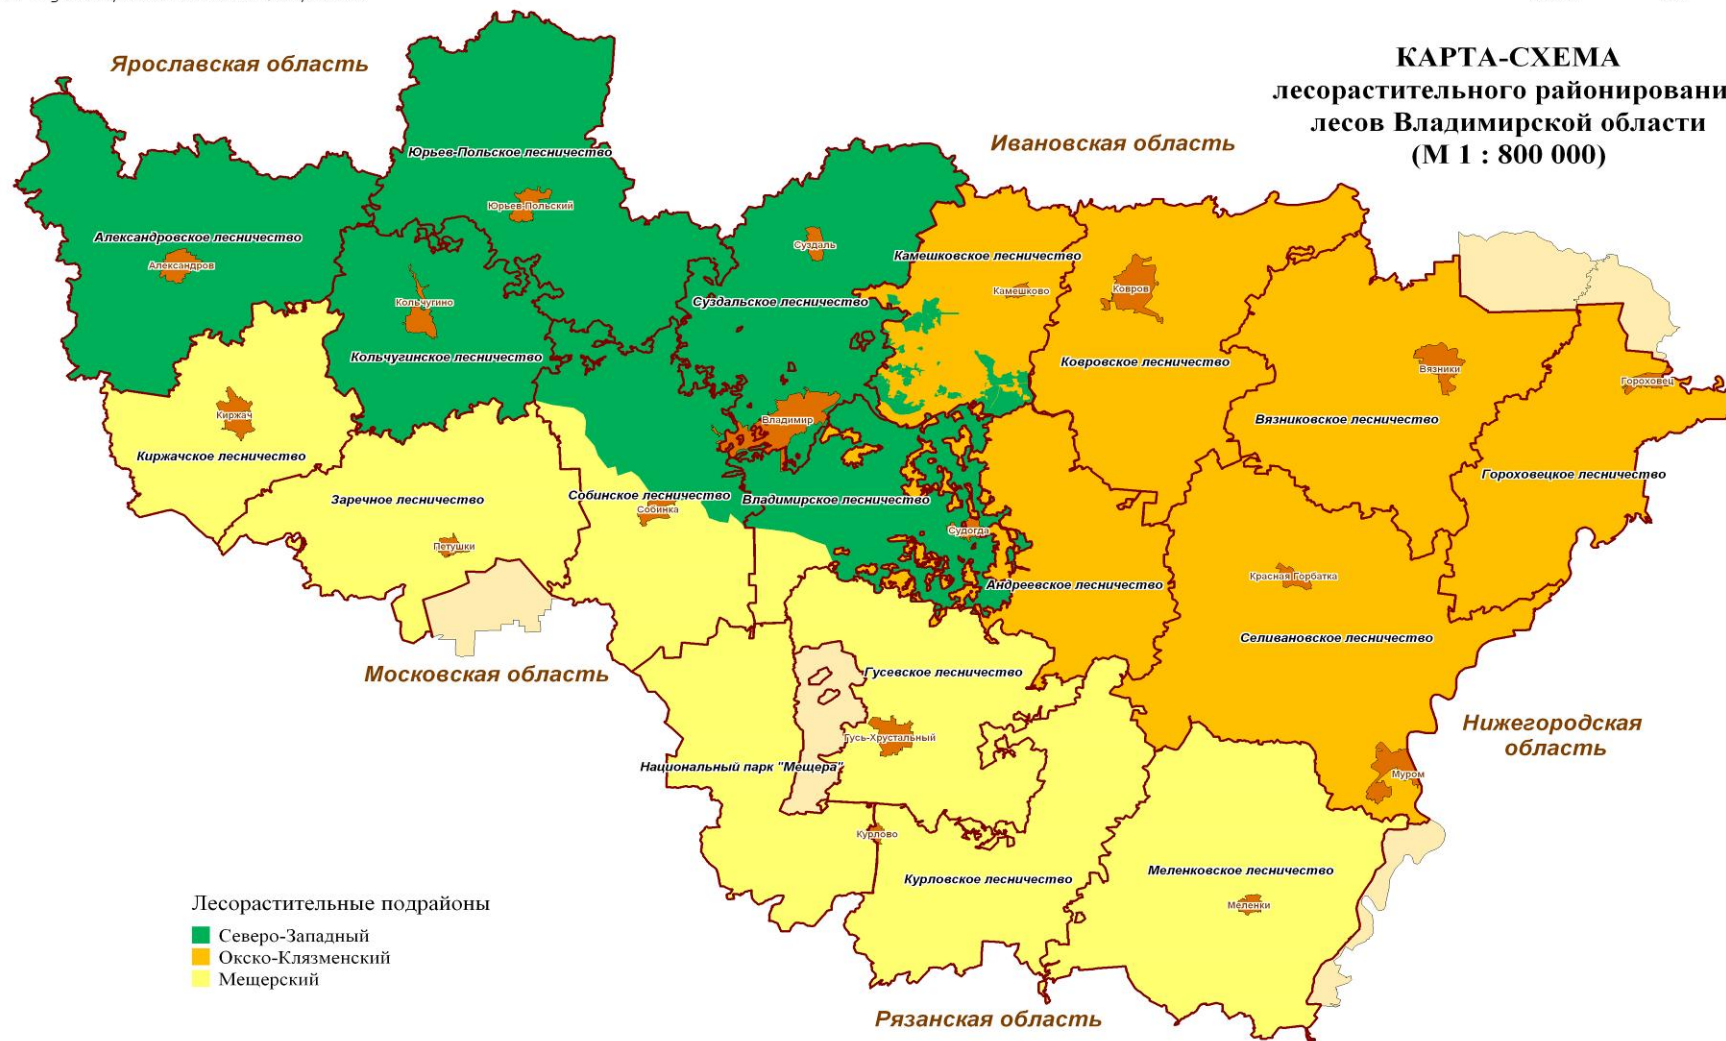 Ярославская область
КАРТА-СХЕМА
лесорастительного районировани
лесов Владимирской области
(М 1 : 800 000)
Ивановская область
Юрьев-Польское лесничество
Юрьев-Польский
Александровское лесничество
Александров
Суздаль
Камешковское лесничество
Камешково
Ковров
Кольчугино
Суздальское лесничество
Кольчугинское лесничество
Ковровское лесничество
Вязники
Гороховец
Киржач
Владимир
Вязниковское лесничество
Киржачское лесничество
Гороховецкое лесничество
Заречное лесничество
Собинское лесничество
Собинка
Владимирское лесничество
Судогда
Петушки
Андреевское лесничество
Красная Горбатка
Селивановское лесничество
Московская область
Гусевское лесничество
Нижегородская
область
Гусь-Хрустальный
Национальный парк "Мещера"
Муром
Курлово
Курловское лесничество
Меленковское лесничество
Меленки
Лесорастительные подрайоны
Северо-Западный
Окско-Клязменский
Мещерский
Рязанская область